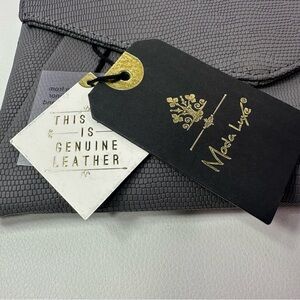 THIS
IS
GENUINE
LEATHER
Moda Luxe®